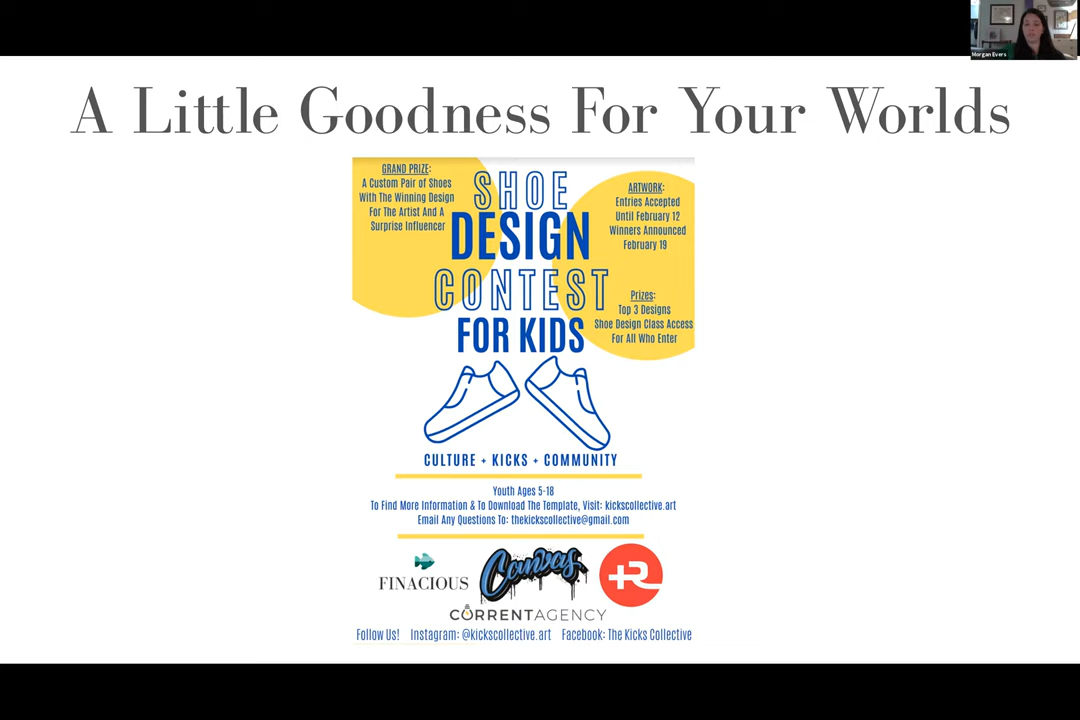 Morgan Evers
A Little Goodness For Your Worlds
GRAND PRIZE:
A Custom Pair of Shoes
With The Winning Design
For The Artist And A
Surprise Influencer
SHOE
DESIGN
CONTEST
FOR KIDS
ARTWORK:
Entries Accepted
Until February 12
Winners Announced
February 19
Prizes:
Top 3 Designs
Shoe Design Class Access
For All Who Enter
CULTURE + KICKS + COMMUNITY
Youth Ages 5-18
To Find More Information & To Download The Template, Visit: kickscollective.art
Email Any Questions To: thekickscollective@gmail.com
FINACIOUS
Canvas
+R
CORRENTAGENCY
Follow Us! Instagram: @kickscollective.art Facebook: The Kicks Collective